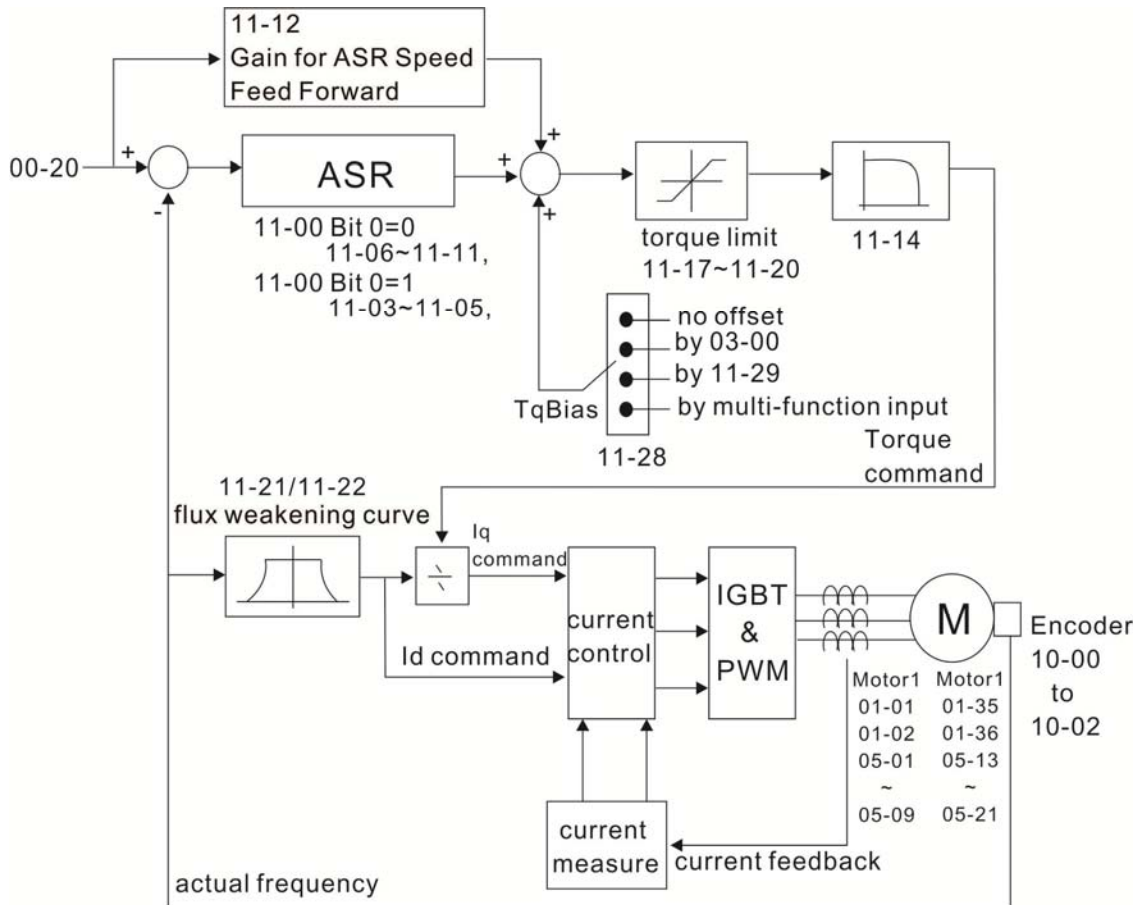 11-12
Gain for ASR Speed
Feed Forward
+
+
00-20
+
-
ASR
+
+
11-00 Bit 0=0
11-06~11-11,
11-00 Bit 0=1
11-03~11-05,
torque limit
11-17~11-20
11-14
no offset
by 03-00
by 11-29
by multi-function input
TqBias
11-28
Torque
command
11-21/11-22
flux weakening curve
Iq
command
Id command
current
control
IGBT
&
PWM
M
Encoder
10-00
to
10-02
Motor1 Motor1
01-01 01-35
01-02 01-36
05-01 05-13
~ ~
05-09 05-21
current
measure
current feedback
actual frequency